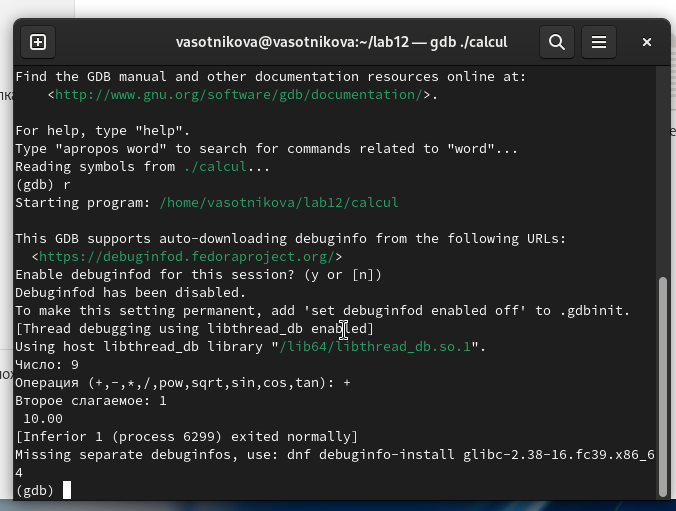 vasotnikova@vasotnikova:~/lab12 — gdb ./calcul
Find the GDB manual and other documentation resources online at:
<http://www.gnu.org/software/gdb/documentation/>.
For help, type "help".
Type "apropos word" to search for commands related to "word"...
Reading symbols from ./calcul...
(gdb) r
Starting program: /home/vasotnikova/lab12/calcul
This GDB supports auto-downloading debuginfo from the following URLs:
<https://debuginfod.fedoraproject.org/>
Enable debuginfod for this session? (y or [n])
Debuginfod has been disabled.
To make this setting permanent, add 'set debuginfod enabled off' to .gdbinit.
[Thread debugging using libthread_db enabled]
Using host libthread_db library "/lib64/libthread_db.so.1".
Число: 9
Операция (+,-,*,/,pow,sqrt,sin,cos,tan): +
Второе слагаемое: 1
10.00
[Inferior 1 (process 6299) exited normally]
Missing separate debuginfos, use: dnf debuginfo-install glibc-2.38-16.fc39.x86_6
4
(gdb)